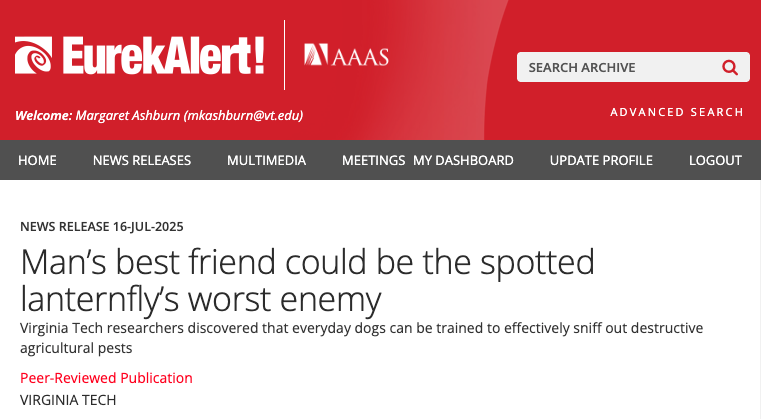 EurekAlert!
AAAS
SEARCH ARCHIVE
Welcome: Margaret Ashburn (mkashburn@vt.edu)
ADVANCED SEARCH
HOME NEWS RELEASES MULTIMEDIA MEETINGS MY DASHBOARD UPDATE PROFILE LOGOUT
NEWS RELEASE 16-JUL-2025
Man’s best friend could be the spotted
lanternfly’s worst enemy
Virginia Tech researchers discovered that everyday dogs can be trained to effectively sniff out destructive
agricultural pests
Peer-Reviewed Publication
VIRGINIA TECH